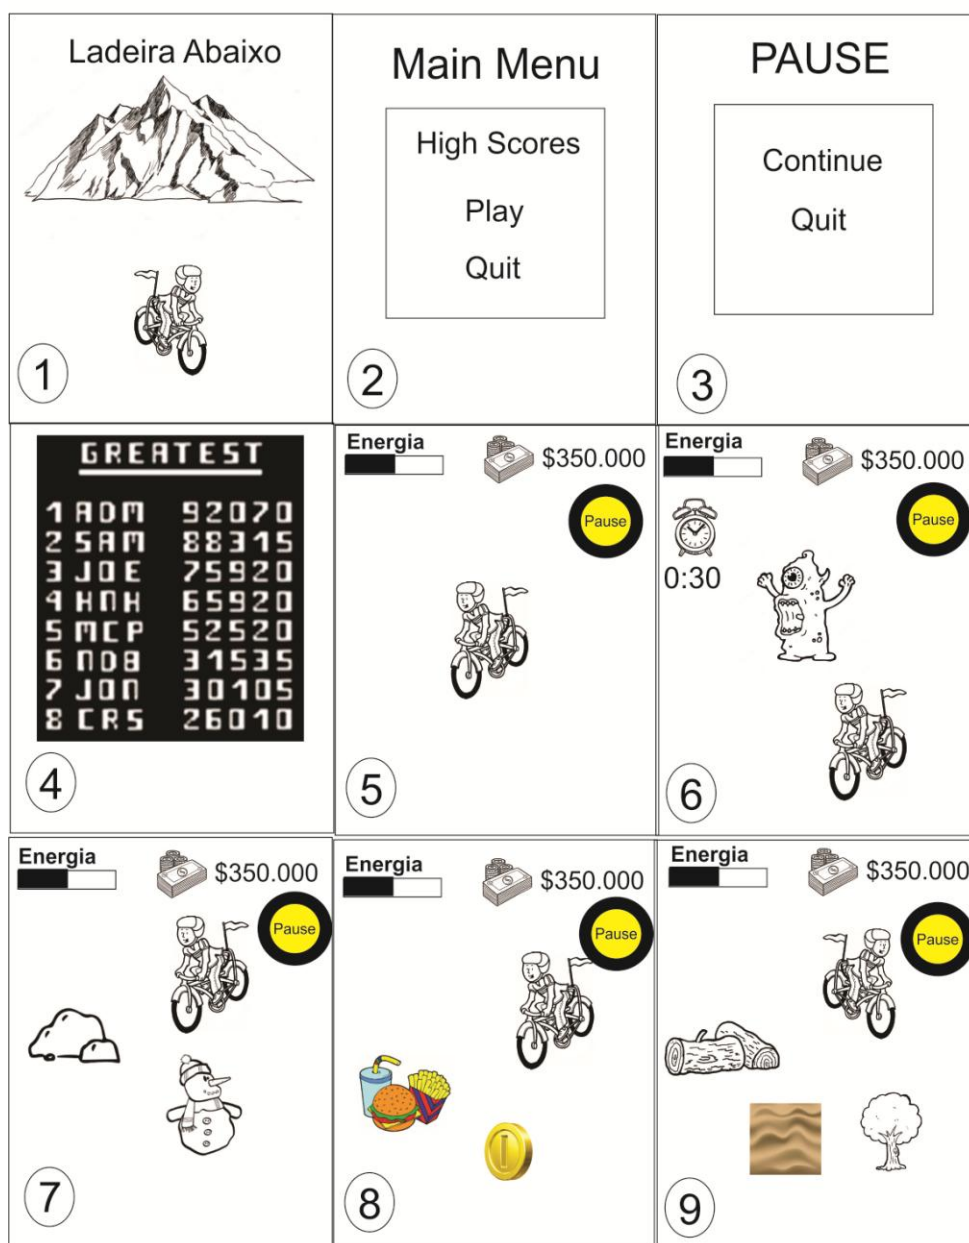 Ladeira Abaixo
1
Main Menu
High Scores
Play
Quit
2
PAUSE
Continue
Quit
3
GREATEST
1 ADM 92070
2 SAM 88315
3 JOE 75920
4 HNH 65920
5 MCP 52520
6 NDB 31535
7 JON 30105
8 CRS 26010
4
Energia
$350.000
Pause
5
Energia
$350.000
Pause
0:30
6
Energia
$350.000
Pause
7
Energia
$350.000
Pause
8
Energia
$350.000
Pause
9